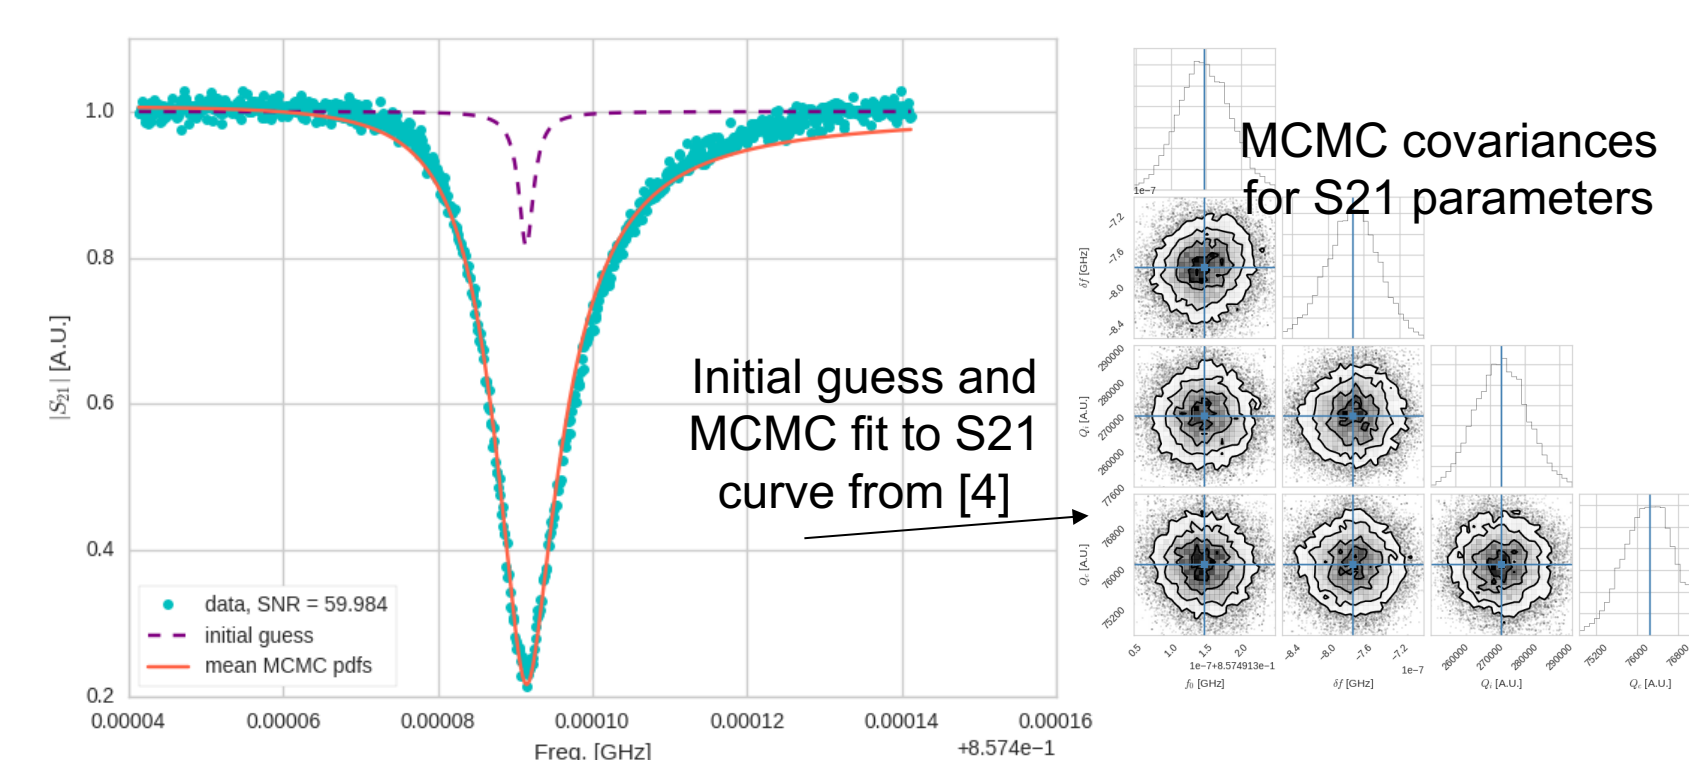 1.0
0.8
0.6
0.4
0.2
|S21| [A.U.]
0.00004
0.00006
0.00008
0.00010
0.00012
0.00014
0.00016
+8.574e−1
Freq. [GHz]
data, SNR = 59.984
initial guess
mean MCMC pdfs
Initial guess and
MCMC fit to S21
curve from [4]
MCMC covariances
for S21 parameters
1e−7
−7.2
−7.6
−8.0
−8.4
δf [GHz]
290000
280000
270000
260000
Qi [A.U.]
77600
76800
76000
75200
Qc [A.U.]
0.5
1.0
1.5
2.0
1e−7+8.574913e−1
f0 [GHz]
−8.4
−8.0
−7.6
−7.2
1e−7
δf [GHz]
260000
270000
280000
290000
Qi [A.U.]
75200
76000
76800
Qc [A.U.]